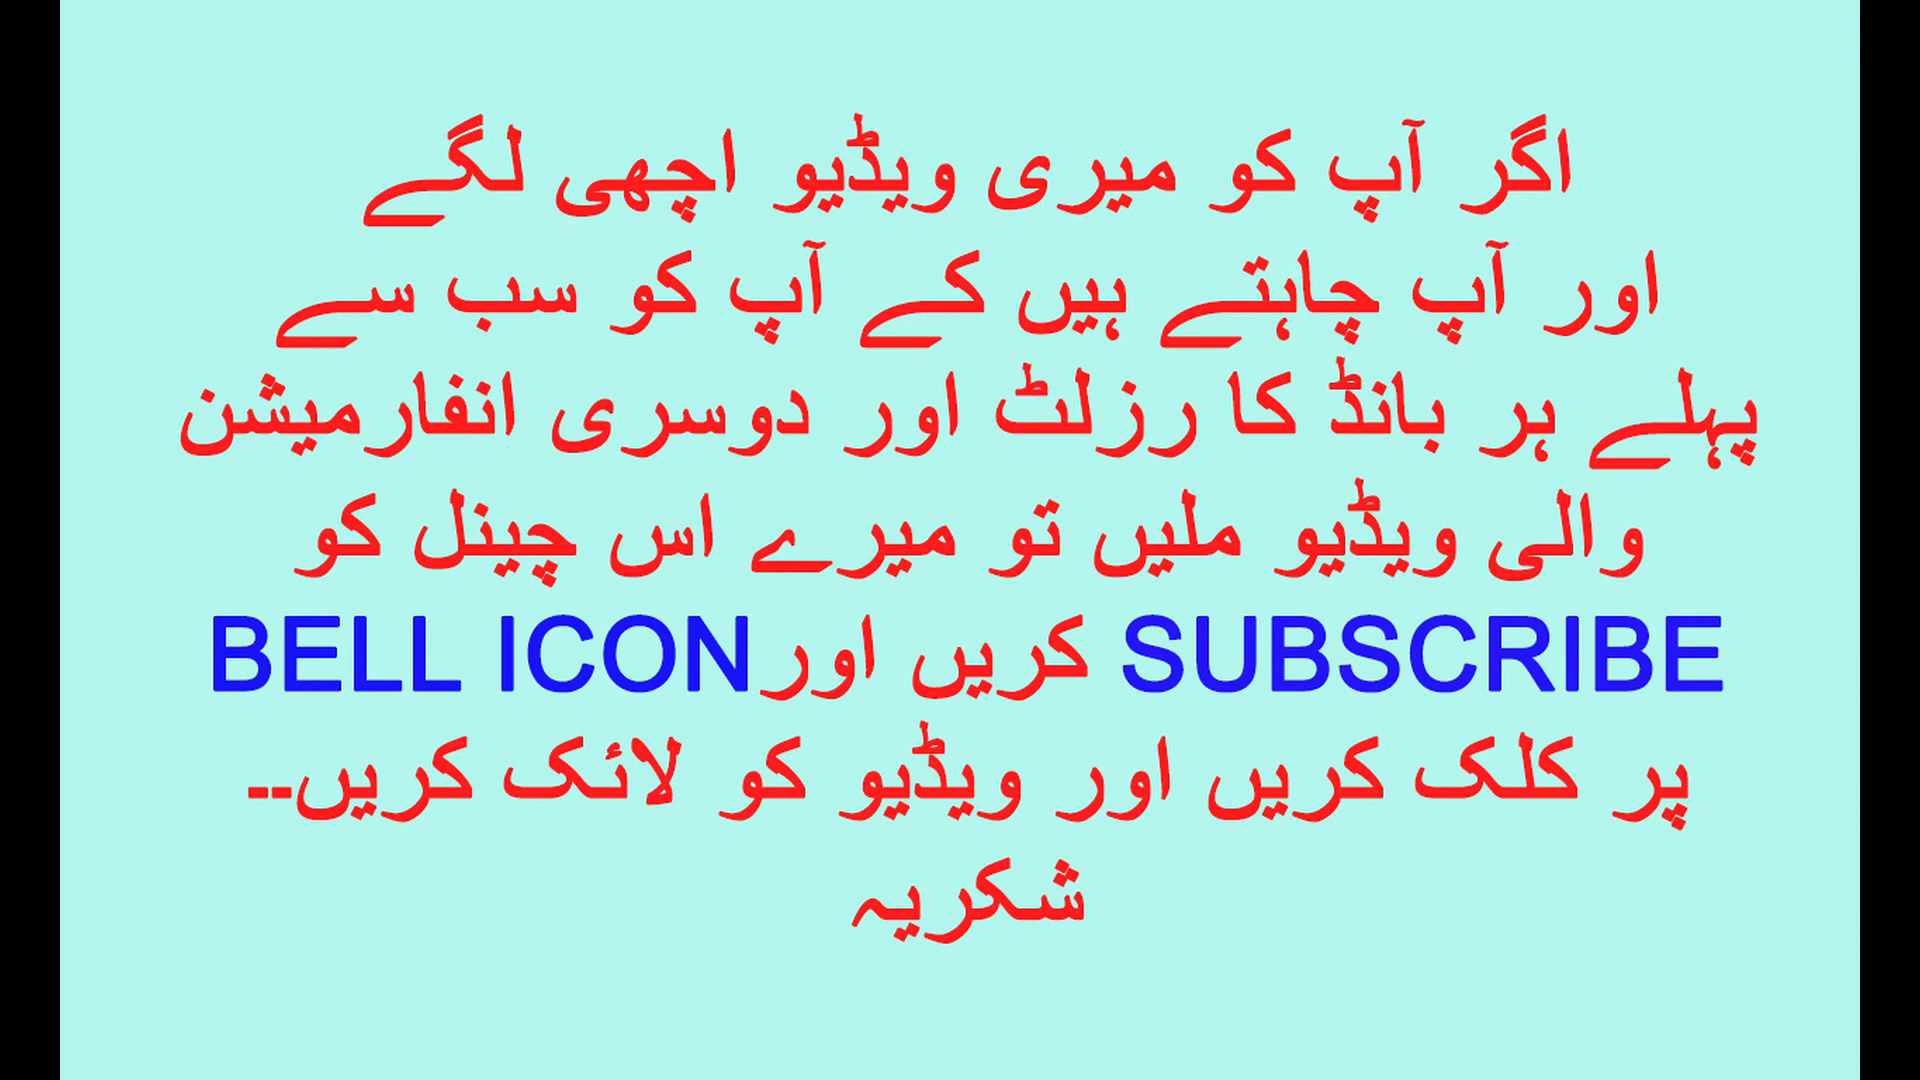 اگر آپ کو میری ویڈیو اچھی لگے
اور آپ چاہتے ہیں کے آپ کو سب سے
پہلے ہر بانڈ کا رزلٹ اور دوسری انفارمیشن
والی ویڈیو ملیں تو میرے اس چینل کو
SUBSCRIBE کریں اور BELL ICON
پر کلک کریں اور ویڈیو کو لائک کریں--
شکریہ